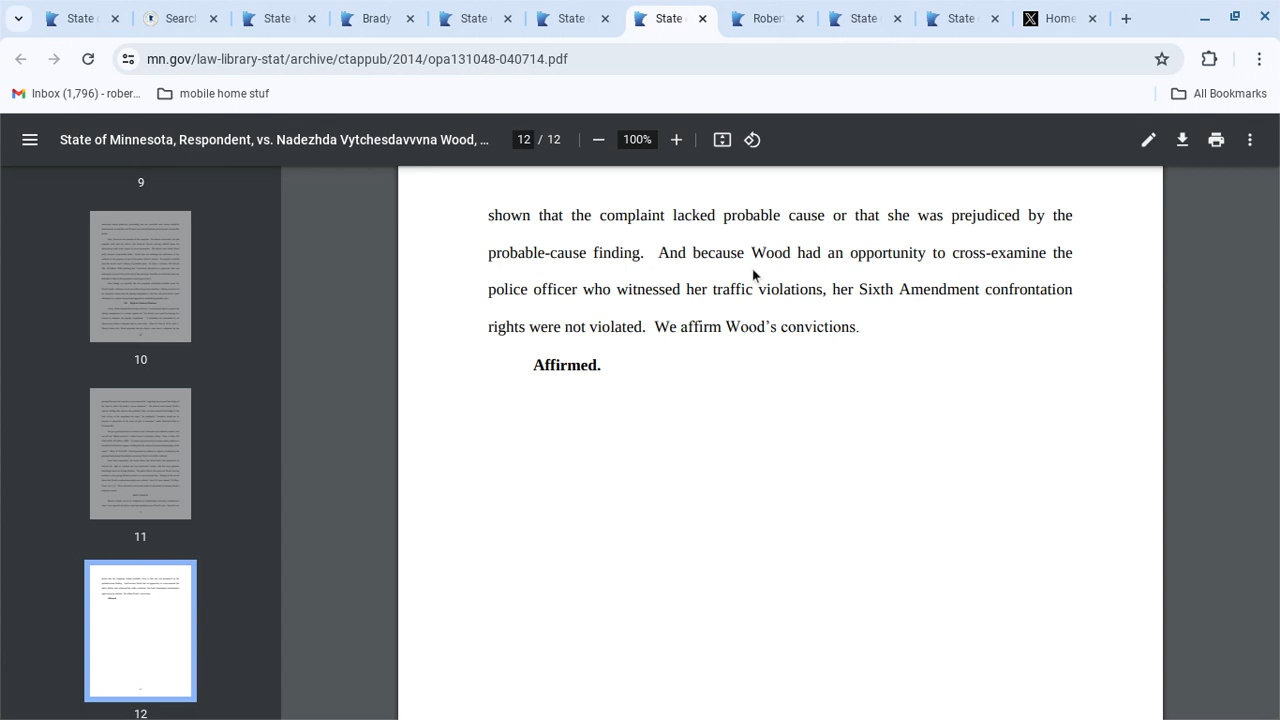 State
Search
State
Brady
State
State
State
Rober
State
State
Home
mn.gov/law-library-stat/archive/ctappub/2014/opa131048-040714.pdf
Inbox (1,796) - rober...
mobile home stuf
All Bookmarks
State of Minnesota, Respondent, vs. Nadezhda Vytchesdavvvna Wood, ...
12 / 12
100%
9
10
11
12
shown that the complaint lacked probable cause or that she was prejudiced by the
probable-cause finding. And because Wood had an opportunity to cross-examine the
police officer who witnessed her traffic violations, her Sixth Amendment confrontation
rights were not violated. We affirm Wood's convictions.
Affirmed.